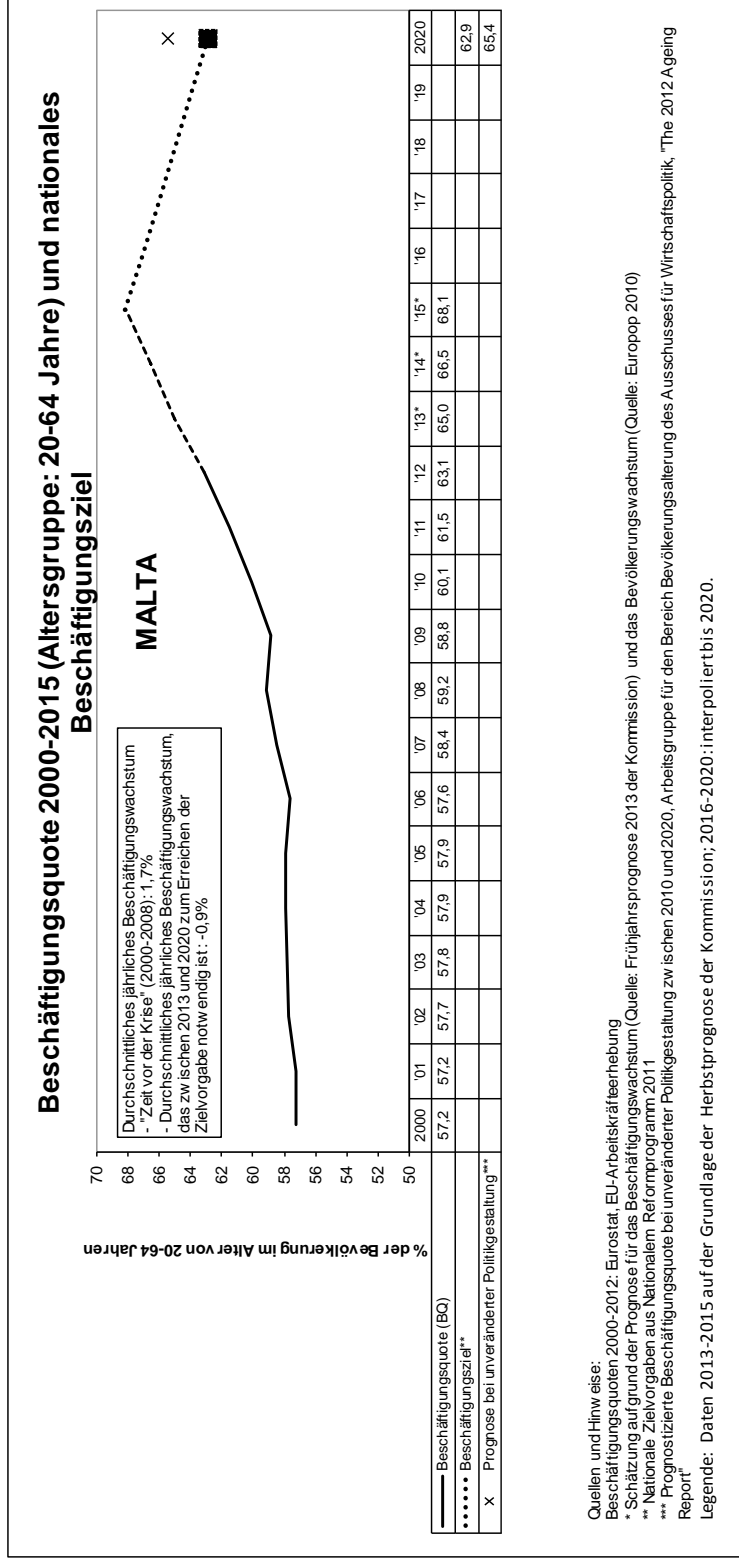 Beschäftigungsquote 2000-2015 (Altersgruppe: 20-64 Jahre) und nationales
Beschäftigungsziel
MALTA
Durchschnittliches jährliches Beschäftigungswachstum
- "Zeit vor der Krise" (2000-2008): 1,7%
- Durchschnittliches jährliches Beschäftigungswachstum,
das zw ischen 2013 und 2020 zum Erreichen der
Zielvorgabe notw endig ist : -0,9%
% der Bevölkerung im Alter von 20-64 Jahren
70
68
66
64
62
60
58
56
54
52
50
2000 '01 '02 '03 '04 '05 '06 '07 '08 '09 '10 '11 '12 '13* '14* '15* '16 '17 '18 '19 2020
Beschäftigungsquote (BQ) 57,2 57,2 57,7 57,8 57,9 57,9 57,6 58,4 59,2 58,8 60,1 61,5 63,1 65,0 66,5 68,1
Beschäftigungsziel** 62,9
x Prognose bei unveränderter Politikgestaltung*** 65,4
Quellen und Hinw eise:
Beschäftigungsquoten 2000-2012: Eurostat, EU-Arbeitskräfteerhebung
* Schätzung aufgrund der Prognose für das Beschäftigungswachstum (Quelle: Frühjahrsprognose 2013 der Kommission) und das Bevölkerungswachstum (Quelle: Europop 2010)
** Nationale Zielvorgaben aus Nationalem Reformprogramm 2011
*** Prognostizierte Beschäftigungsquote bei unveränderter Politikgestaltung zw ischen 2010 und 2020, Arbeitsgruppe für den Bereich Bevölkerungsalterung des Ausschusses für Wirtschaftspolitik, "The 2012 Ageing
Report"
Legende: Daten 2013-2015 auf der Grundlage der Herbstprognose der Kommission; 2016-2020: interpoliert bis 2020.